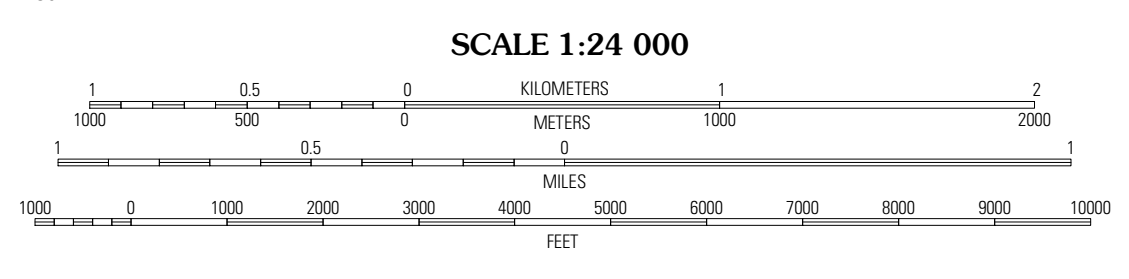 SCALE 1:24 000
1 0.5 0 KILOMETERS 1 2
1000 500 0 METERS 1000 2000
1 0.5 0 1
MILES
1000 0 1000 2000 3000 4000 5000 6000 7000 8000 9000 10000
FEET